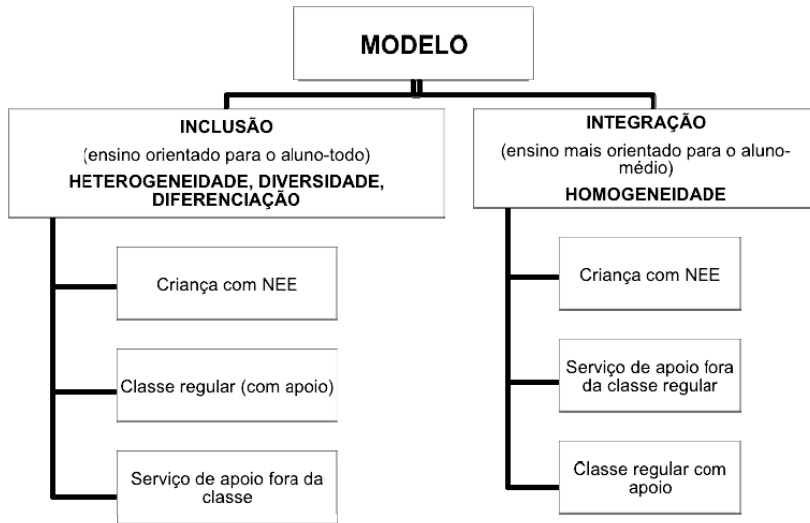 MODELO
INCLUSÃO
(ensino orientado para o aluno-todo)
HETEROGENEIDADE, DIVERSIDADE,
DIFERENCIAÇÃO
Criança com NEE
Classe regular (com apoio)
Serviço de apoio fora da
classe
INTEGRAÇÃO
(ensino mais orientado para o aluno-
médio)
HOMOGENEIDADE
Criança com NEE
Serviço de apoio fora
da classe regular
Classe regular com
apoio